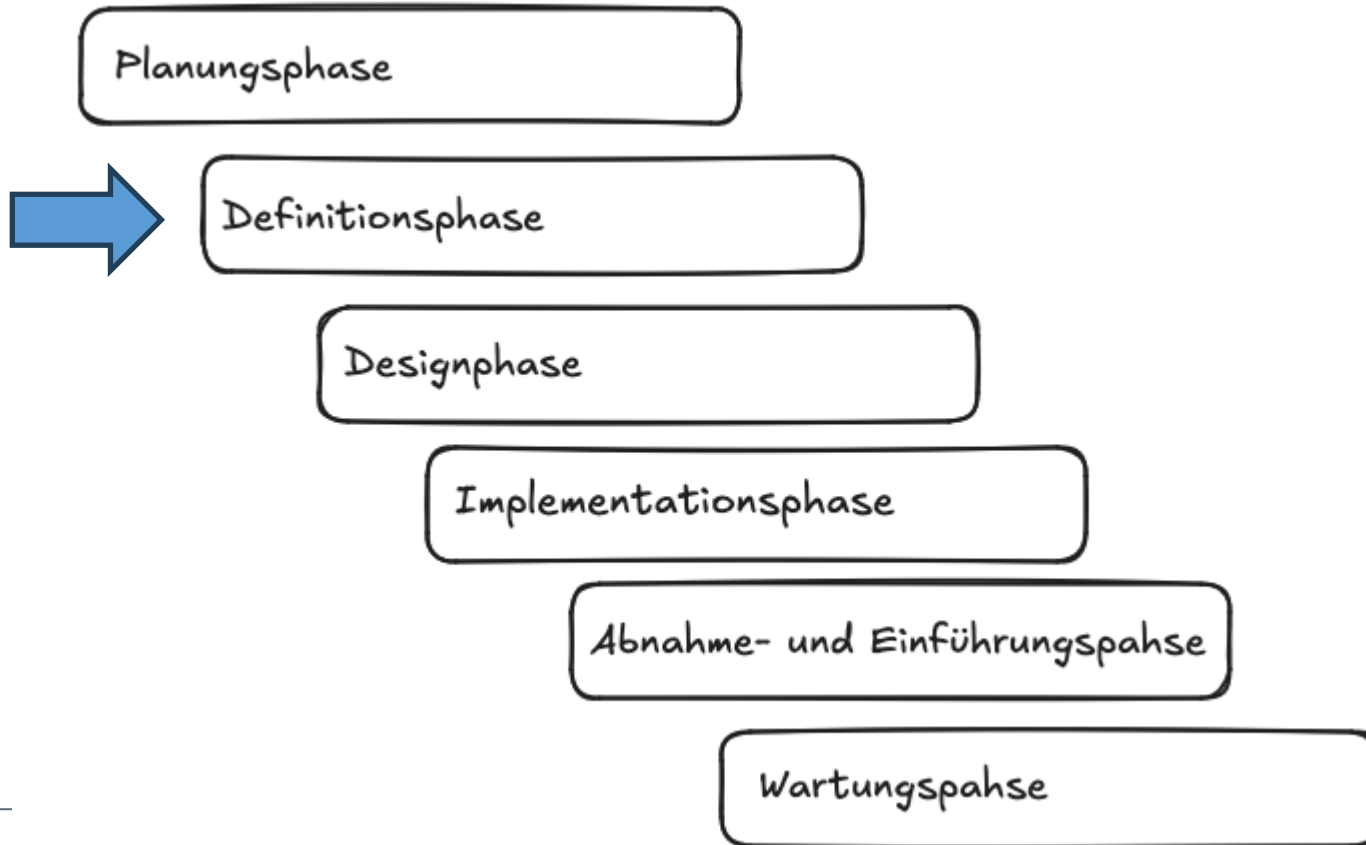 Planungsphase
Definitionsphase
Designphase
Implementationsphase
Abnahme- und Einführungspahse
Wartungspahse